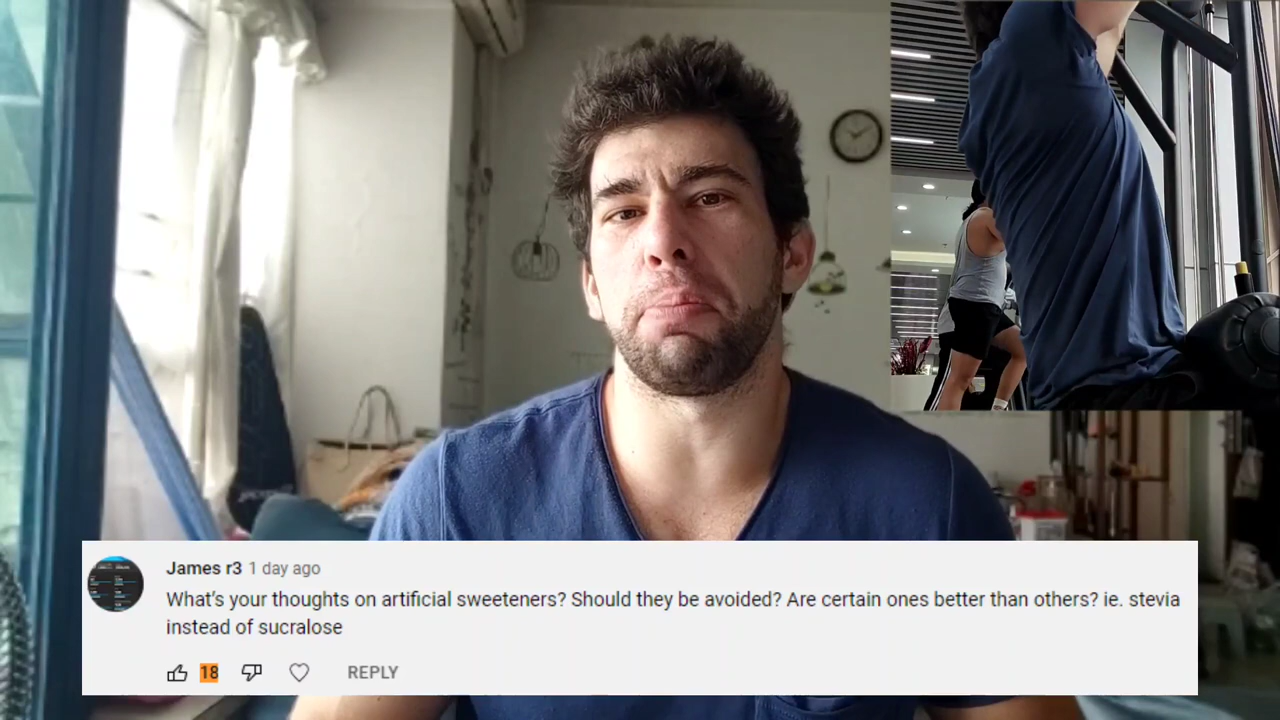 James r3 1 day ago
What's your thoughts on artificial sweeteners? Should they be avoided? Are certain ones better than others? ie. stevia
instead of sucralose
18
REPLY